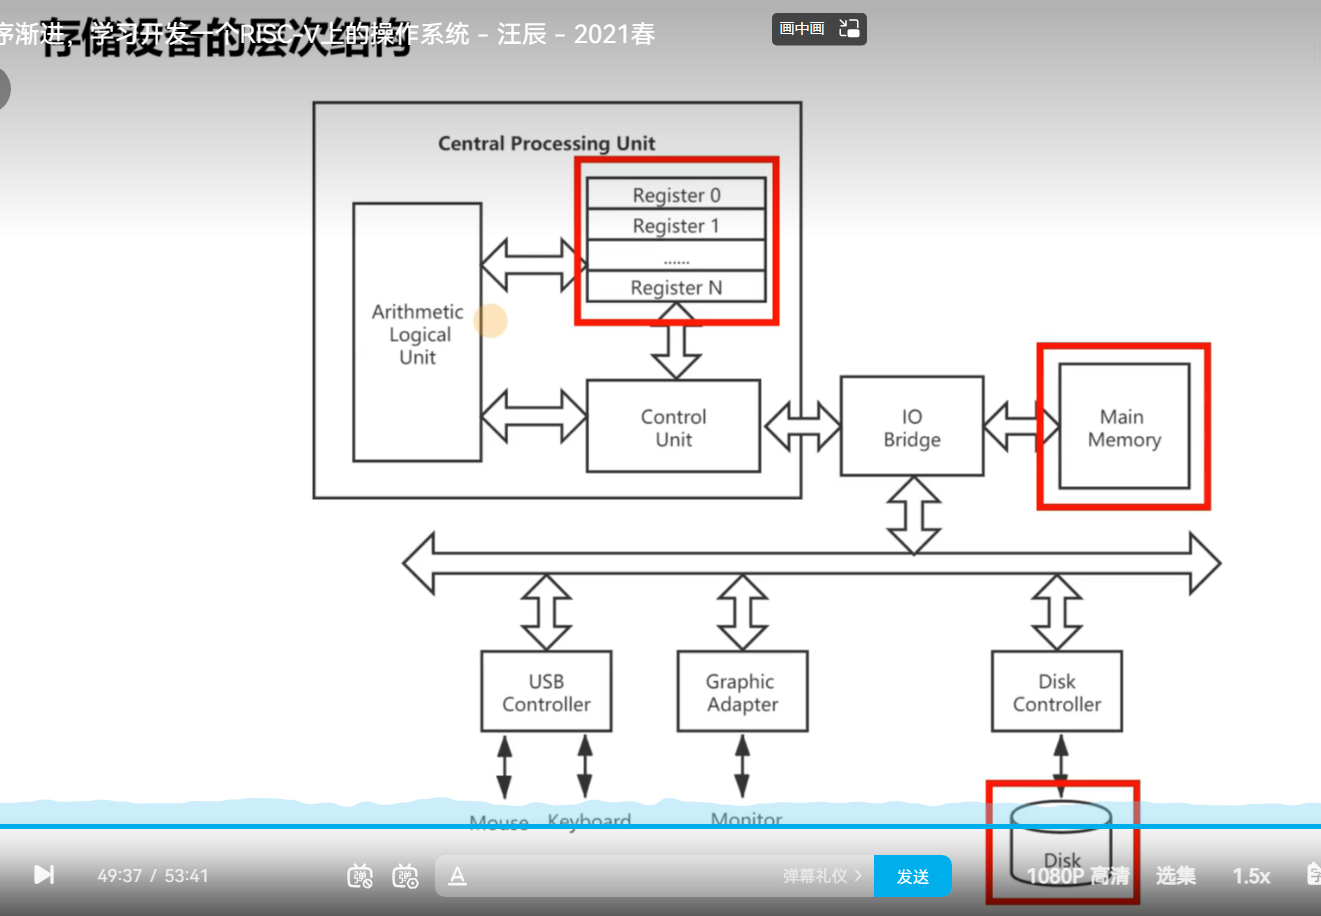 序渐进，学习开发一个RISC-V上的操作系统 - 汪辰 - 2021春
存储设备的层次结构
画中画
Central Processing Unit
Register 0
Register 1
......
Register N
Arithmetic
Logical
Unit
Control
Unit
IO
Bridge
Main
Memory
USB
Controller
Graphic
Adapter
Disk
Controller
Mouse
Keyboard
Monitor
Disk
49:37 / 53:41
弹
弹
A
弹幕礼仪 >
发送
1080P 高清
选集
1.5x
字